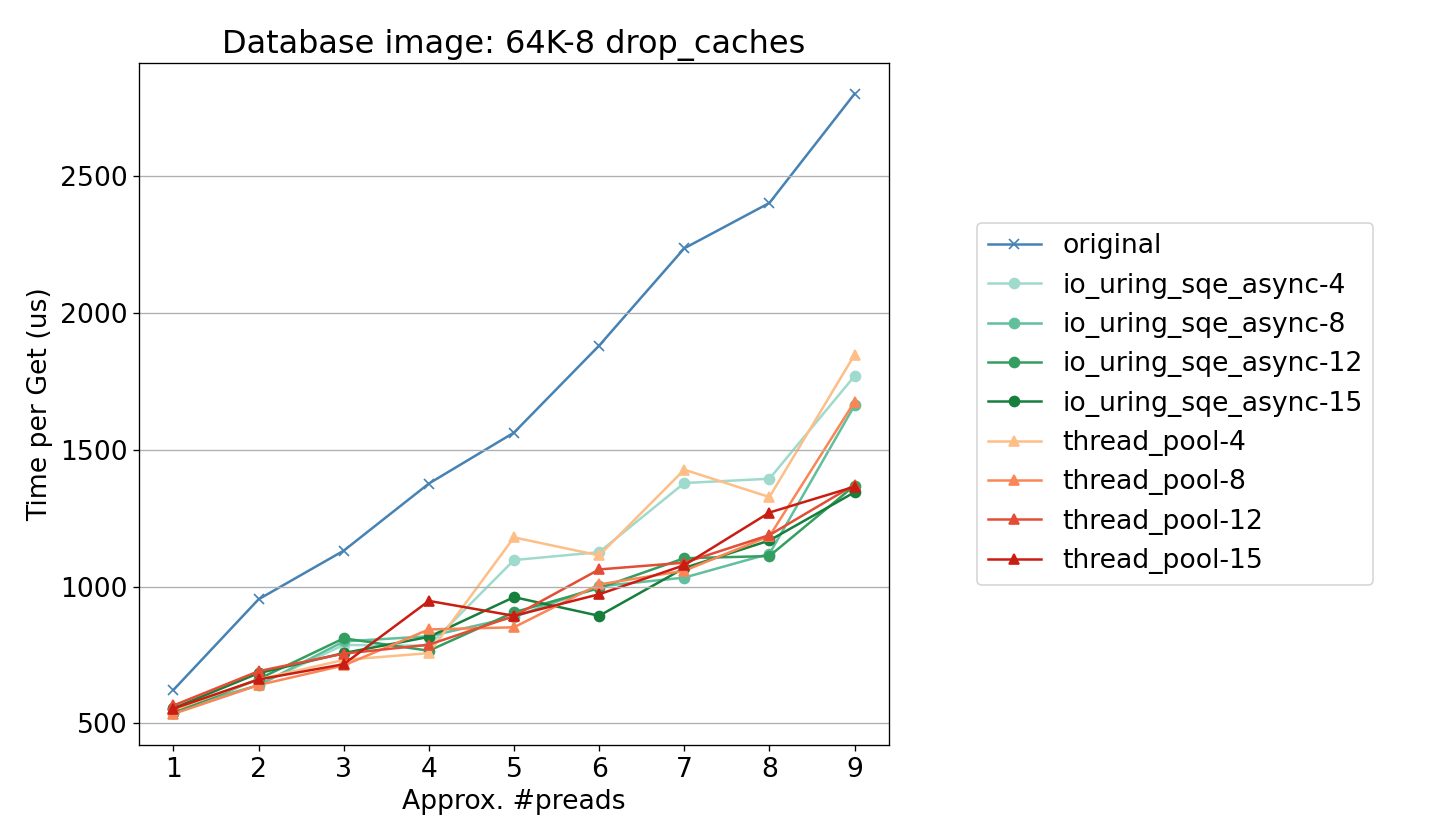 Database image: 64K-8 drop_caches
Time per Get (us)
2500
2000
1500
1000
500
1 2 3 4 5 6 7 8 9
Approx. #preads
original
io_uring_sqe_async-4
io_uring_sqe_async-8
io_uring_sqe_async-12
io_uring_sqe_async-15
thread_pool-4
thread_pool-8
thread_pool-12
thread_pool-15